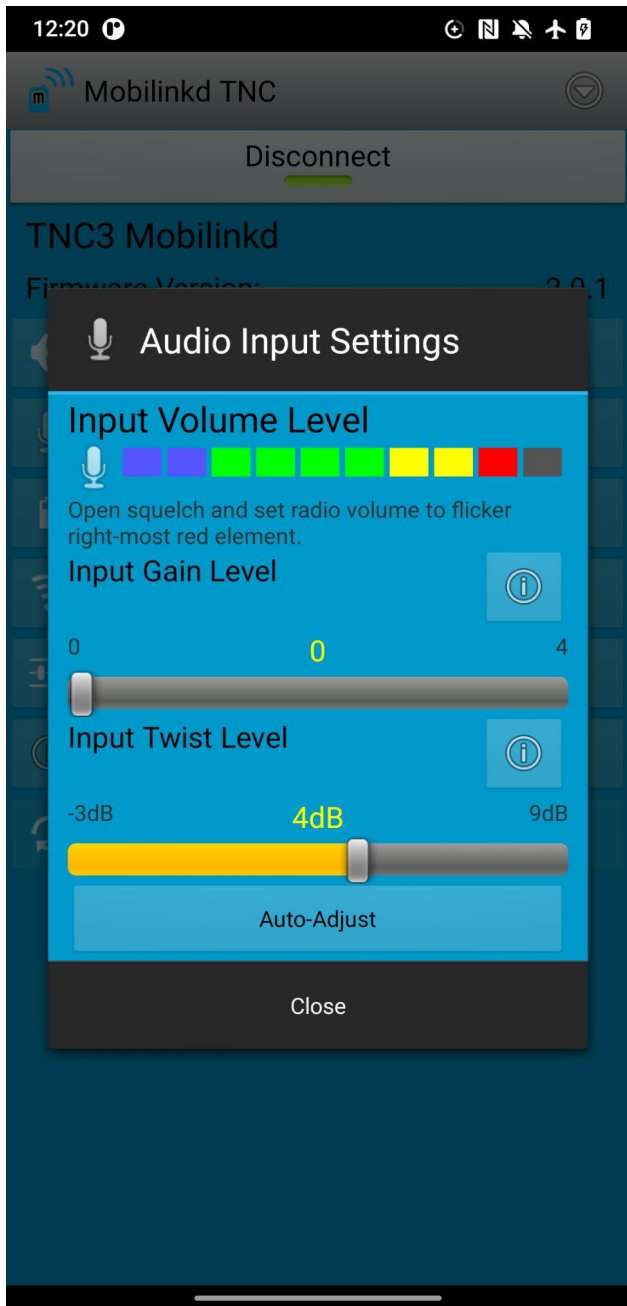 12:20
Mobilinkd TNC
Disconnect
TNC3 Mobilinkd
Firmware Version: 2.0.1
Audio Input Settings
Input Volume Level
Open squelch and set radio volume to flicker
right-most red element.
Input Gain Level
0 0 4
Input Twist Level
-3dB 4dB 9dB
Auto-Adjust
Close